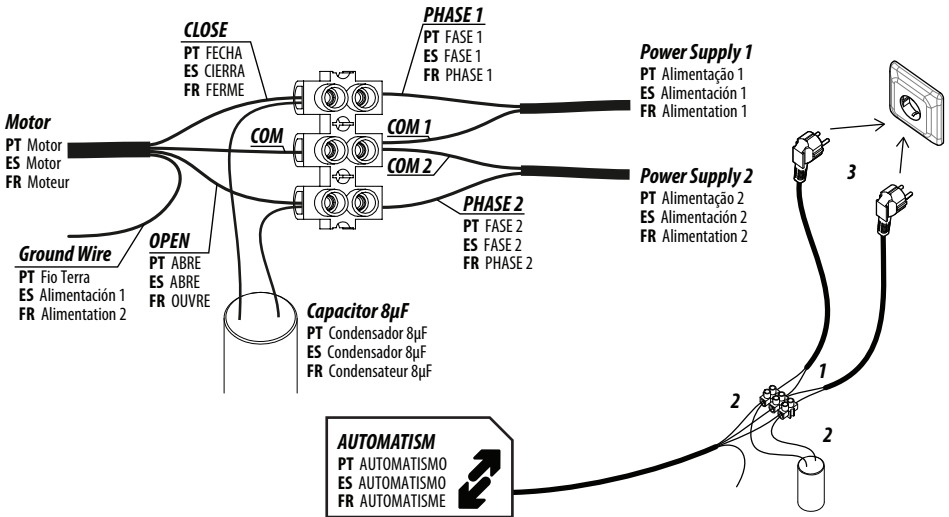 CLOSE
PT FECHA
ES CIERRA
FR FERME
PHASE 1
PT FASE 1
ES FASE 1
FR PHASE 1
Power Supply 1
PT Alimentação 1
ES Alimentación 1
FR Alimentation 1
Motor
PT Motor
ES Motor
FR Moteur
COM
COM 1
COM 2
3
Power Supply 2
PT Alimentação 2
ES Alimentación 2
FR Alimentation 2
PHASE 2
PT FASE 2
ES FASE 2
FR PHASE 2
Ground Wire
PT Fio Terra
ES Alimentación 1
FR Alimentation 2
OPEN
PT ABRE
ES ABRE
FR OUVRE
Capacitor 8µF
PT Condensador 8µF
ES Condensador 8µF
FR Condensateur 8µF
1
2
2
AUTOMATISM
PT AUTOMATISMO
ES AUTOMATISMO
FR AUTOMATISME